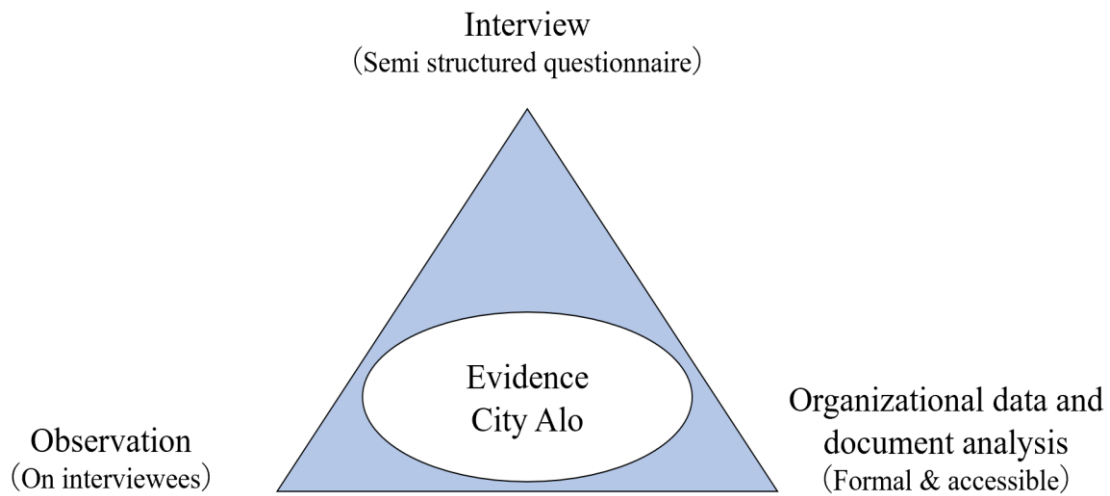 Interview
（Semi structured questionnaire）
Evidence
City Alo
Observation
（On interviewees）
Organizational data and
document analysis
（Formal & accessible）